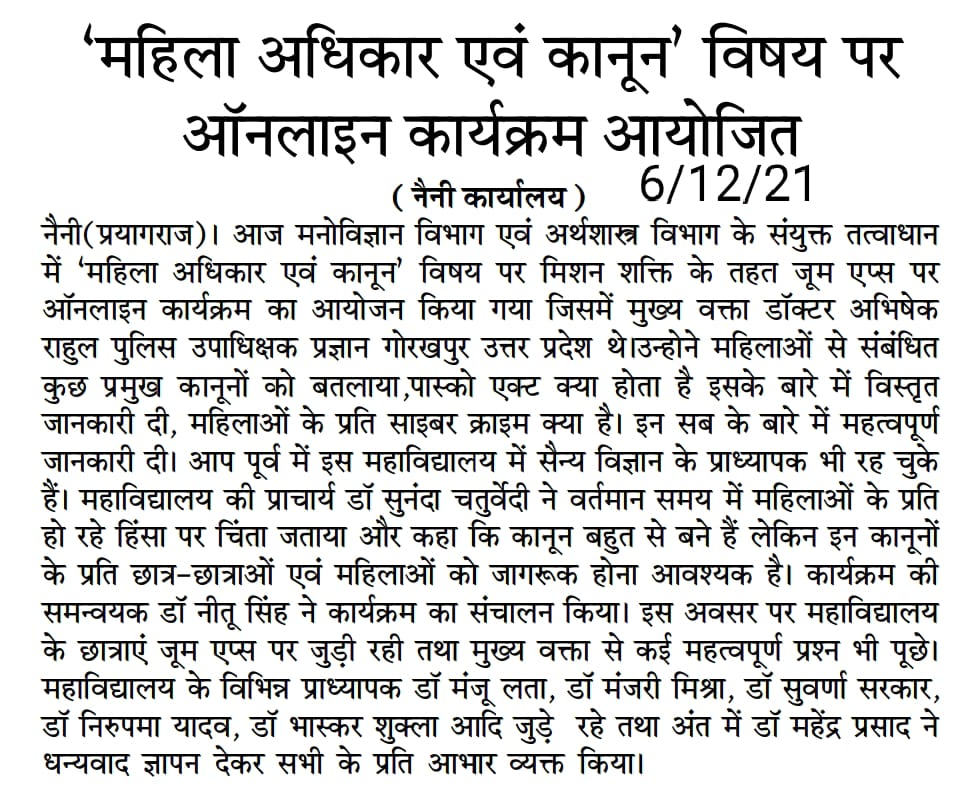 ‘महिला अधिकार एवं कानून’ विषय पर
ऑनलाइन कार्यक्रम आयोजित
( नैनी कार्यालय ) 6/12/21
नैनी(प्रयागराज)। आज मनोविज्ञान विभाग एवं अर्थशास्त्र विभाग के संयुक्त तत्वाधान
में ‘महिला अधिकार एवं कानून’ विषय पर मिशन शक्ति के तहत जूम एप्स पर
ऑनलाइन कार्यक्रम का आयोजन किया गया जिसमें मुख्य वक्ता डॉक्टर अभिषेक
राहुल पुलिस उपाधिक्षक प्रज्ञान गोरखपुर उत्तर प्रदेश थे।उन्होने महिलाओं से संबंधित
कुछ प्रमुख कानूनों को बतलाया,पास्को एक्ट क्या होता है इसके बारे में विस्तृत
जानकारी दी, महिलाओं के प्रति साइबर क्राइम क्या है। इन सब के बारे में महत्वपूर्ण
जानकारी दी। आप पूर्व में इस महाविद्यालय में सैन्य विज्ञान के प्राध्यापक भी रह चुके
हैं। महाविद्यालय की प्राचार्य डॉ सुनंदा चतुर्वेदी ने वर्तमान समय में महिलाओं के प्रति
हो रहे हिंसा पर चिंता जताया और कहा कि कानून बहुत से बने हैं लेकिन इन कानूनों
के प्रति छात्र-छात्राओं एवं महिलाओं को जागरूक होना आवश्यक है। कार्यक्रम की
समन्वयक डॉ नीतू सिंह ने कार्यक्रम का संचालन किया। इस अवसर पर महाविद्यालय
के छात्राएं जूम एप्स पर जुड़ी रही तथा मुख्य वक्ता से कई महत्वपूर्ण प्रश्न भी पूछे।
महाविद्यालय के विभिन्न प्राध्यापक डॉ मंजू लता, डॉ मंजरी मिश्रा, डॉ सुवर्णा सरकार,
डॉ निरुपमा यादव, डॉ भास्कर शुक्ला आदि जुड़े रहे तथा अंत में डॉ महेंद्र प्रसाद ने
धन्यवाद ज्ञापन देकर सभी के प्रति आभार व्यक्त किया।